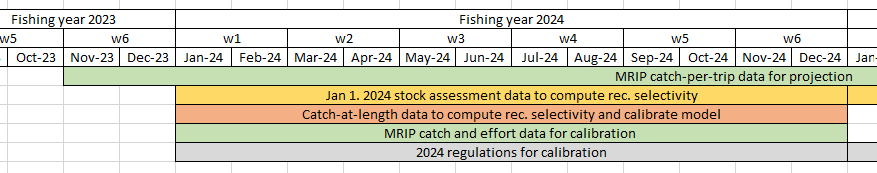 Fishing year 2023 Fishing year 2024
w5 w6 w1 w2 w3 w4 w5 w6
Oct-23 Nov-23 Dec-23 Jan-24 Feb-24 Mar-24 Apr-24 May-24 Jun-24 Jul-24 Aug-24 Sep-24 Oct-24 Nov-24 Dec-24 Jan-
MRIP catch-per-trip data for projection
Jan 1. 2024 stock assessment data to compute rec. selectivity
Catch-at-length data to compute rec. selectivity and calibrate model
MRIP catch and effort data for calibration
2024 regulations for calibration